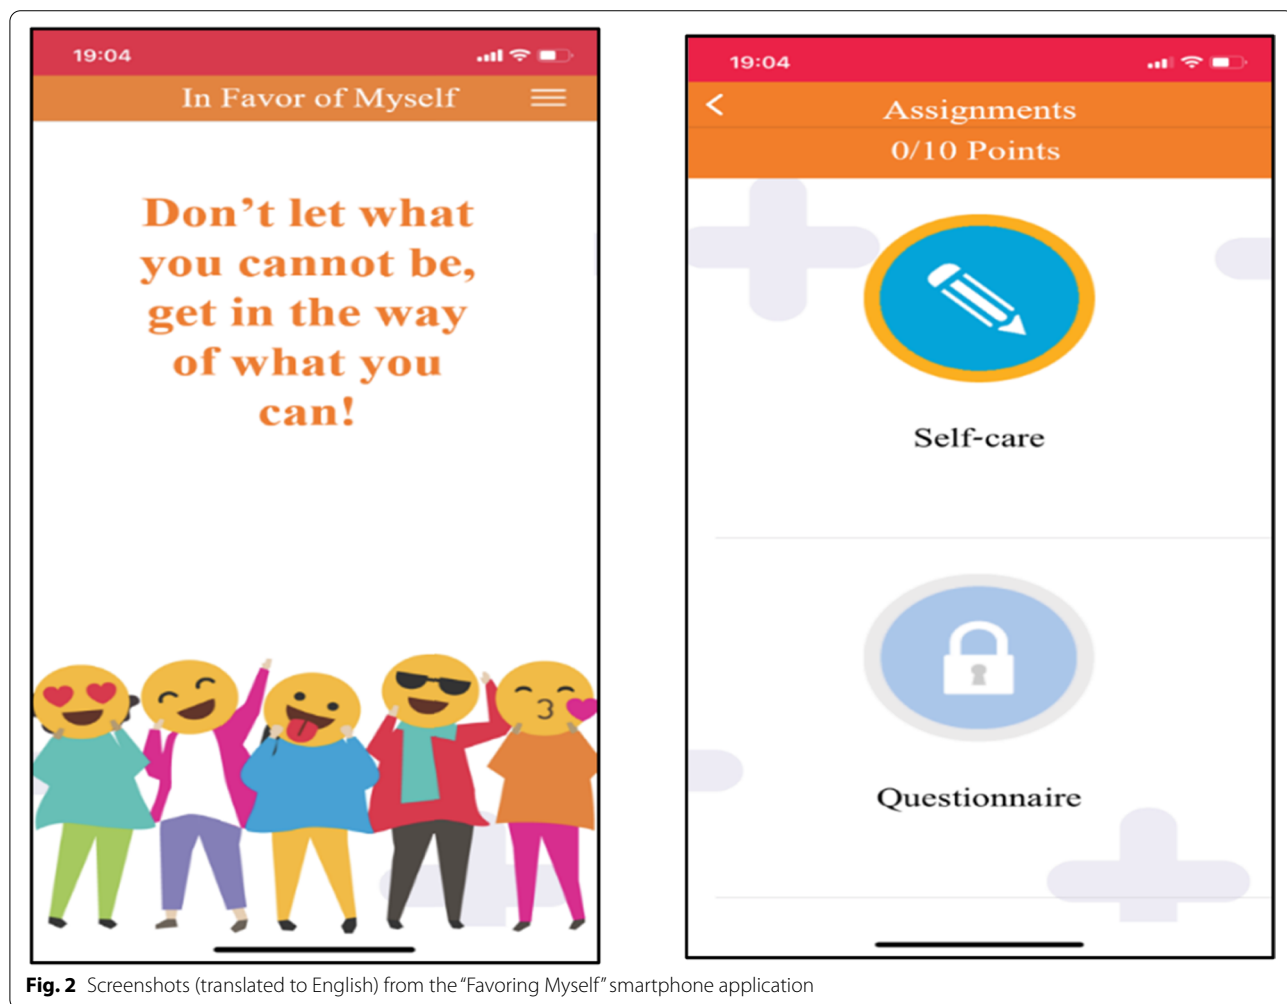 19:04
In Favor of Myself
Don't let what
you cannot be,
get in the way
of what you
can!
19:04
Assignments
0/10 Points
Self-care
Questionnaire
Fig. 2 Screenshots (translated to English) from the "Favoring Myself" smartphone application